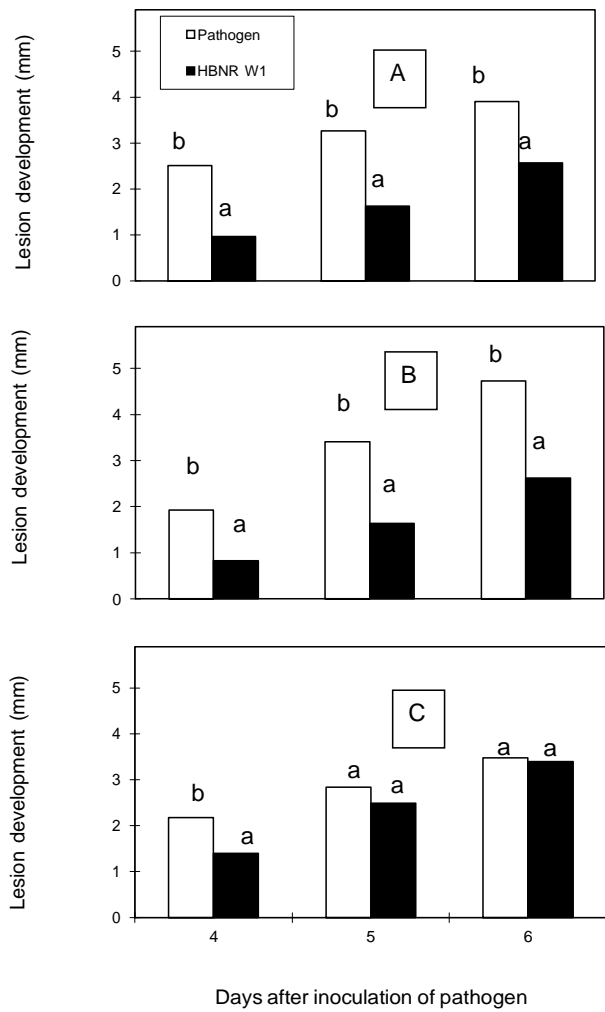 Pathogen
HBNR W1
A
Lesion development (mm)
5
4
3
2
1
0
b
a
b
a
b
a
B
Lesion development (mm)
5
4
3
2
1
0
b
a
b
a
b
a
C
Lesion development (mm)
5
4
3
2
1
0
b
a
a
a
a
a
4
5
6
Days after inoculation of pathogen